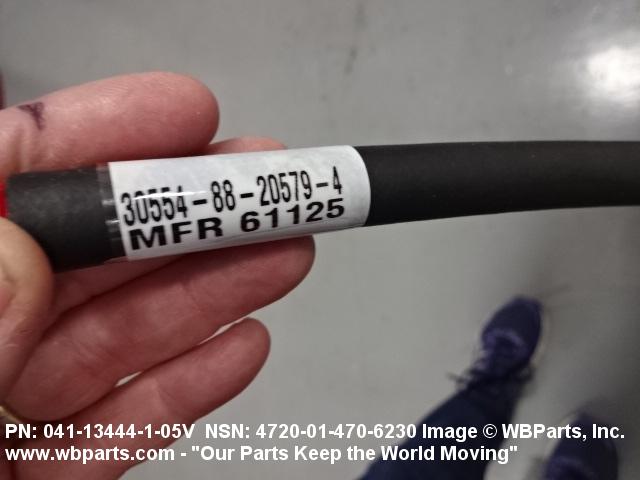 30554-88-20579-4
MFR 61125
PN: 041-13444-1-05V NSN: 4720-01-470-6230 Image © WBParts, Inc.
www.wbparts.com - "Our Parts Keep the World Moving"